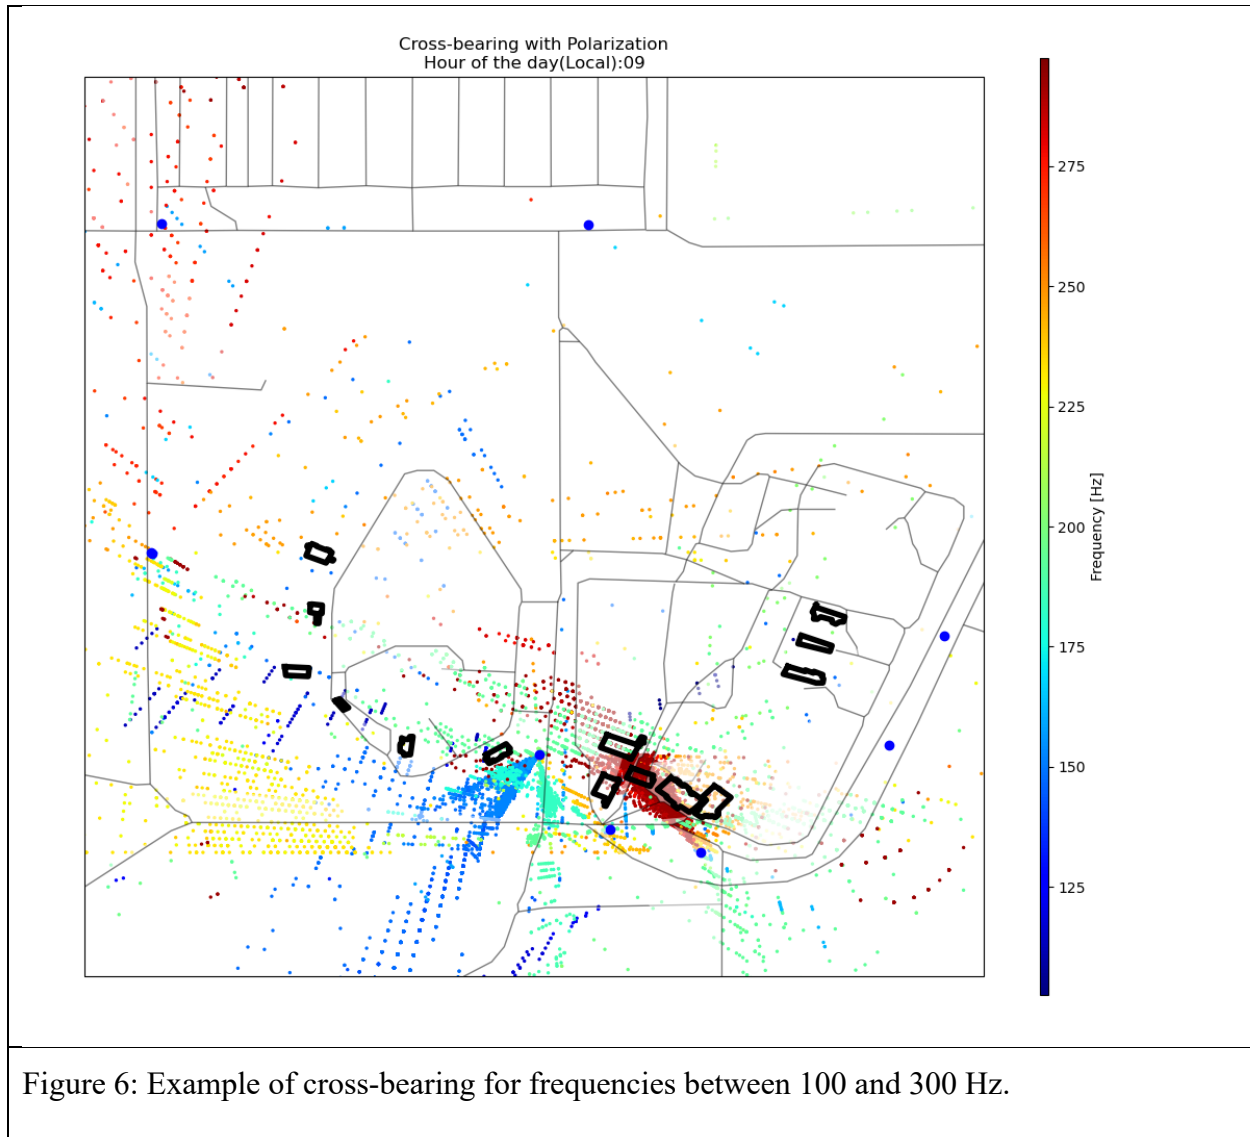 Cross-bearing with Polarization
Hour of the day(Local):09
275
250
225
200
175
150
125
Frequency [Hz]
Figure 6: Example of cross-bearing for frequencies between 100 and 300 Hz.